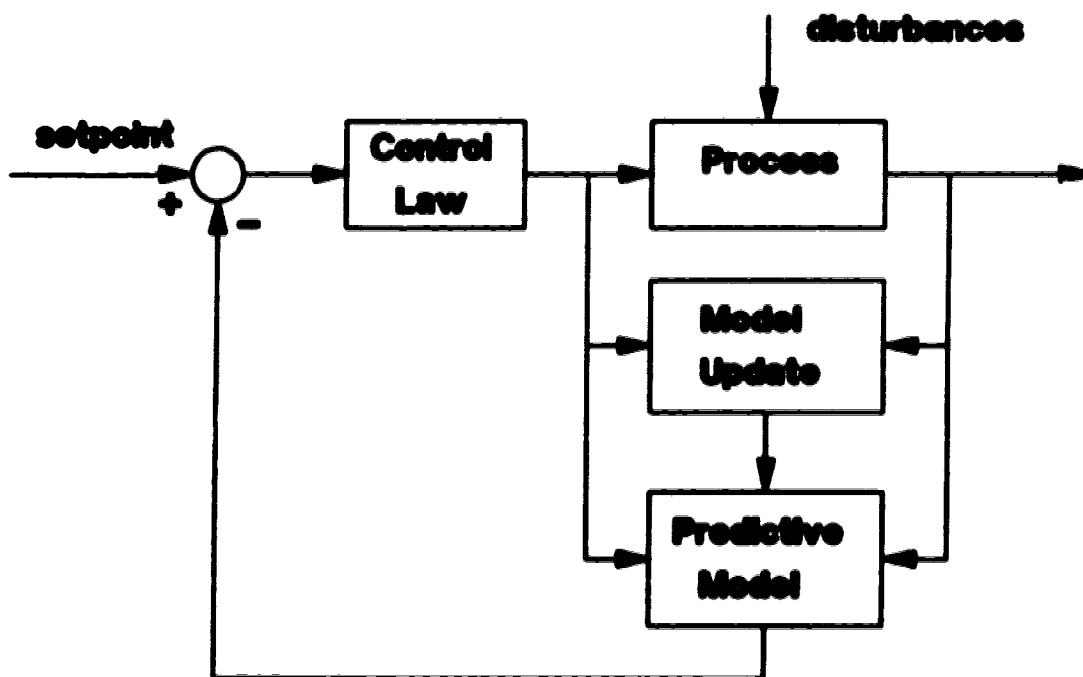 disturbances
setpoint
+
−
Control
Law
Process
Model
Update
Predictive
Model